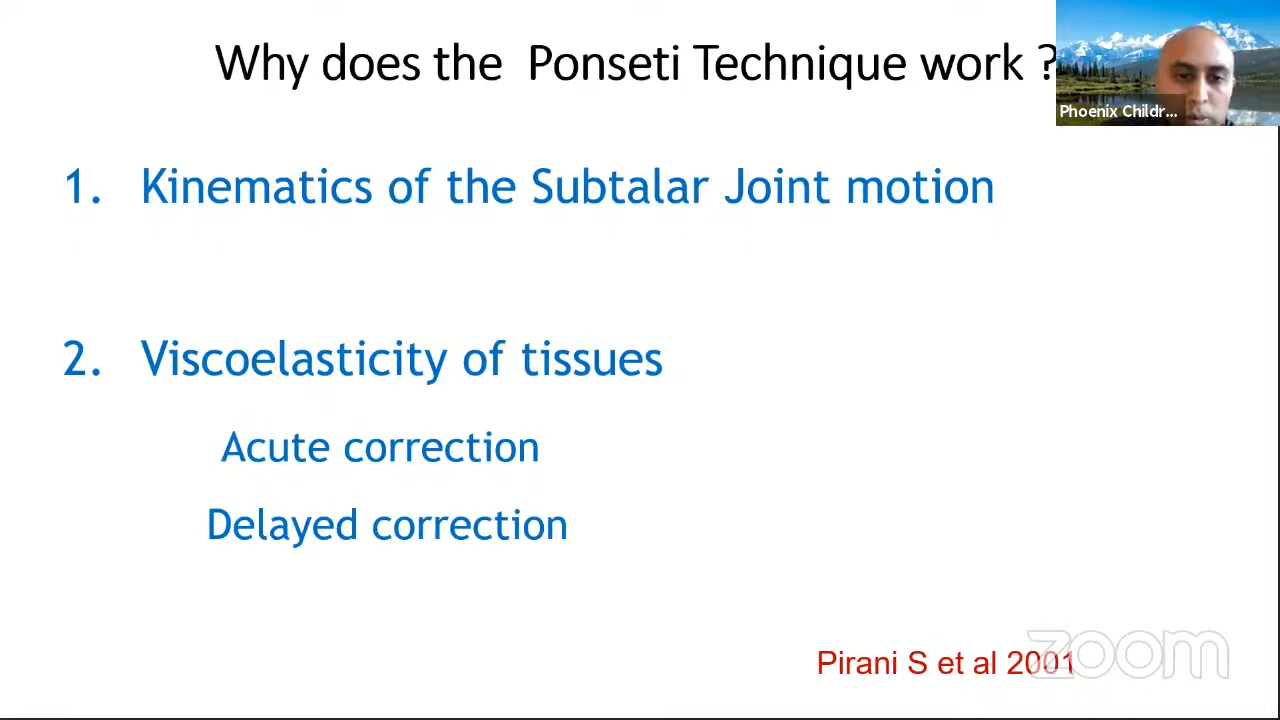 Why does the Ponseti Technique work ?
Phoenix Childr...
1. Kinematics of the Subtalar Joint motion
2. Viscoelasticity of tissues
Acute correction
Delayed correction
Pirani S et al 2001
zoom